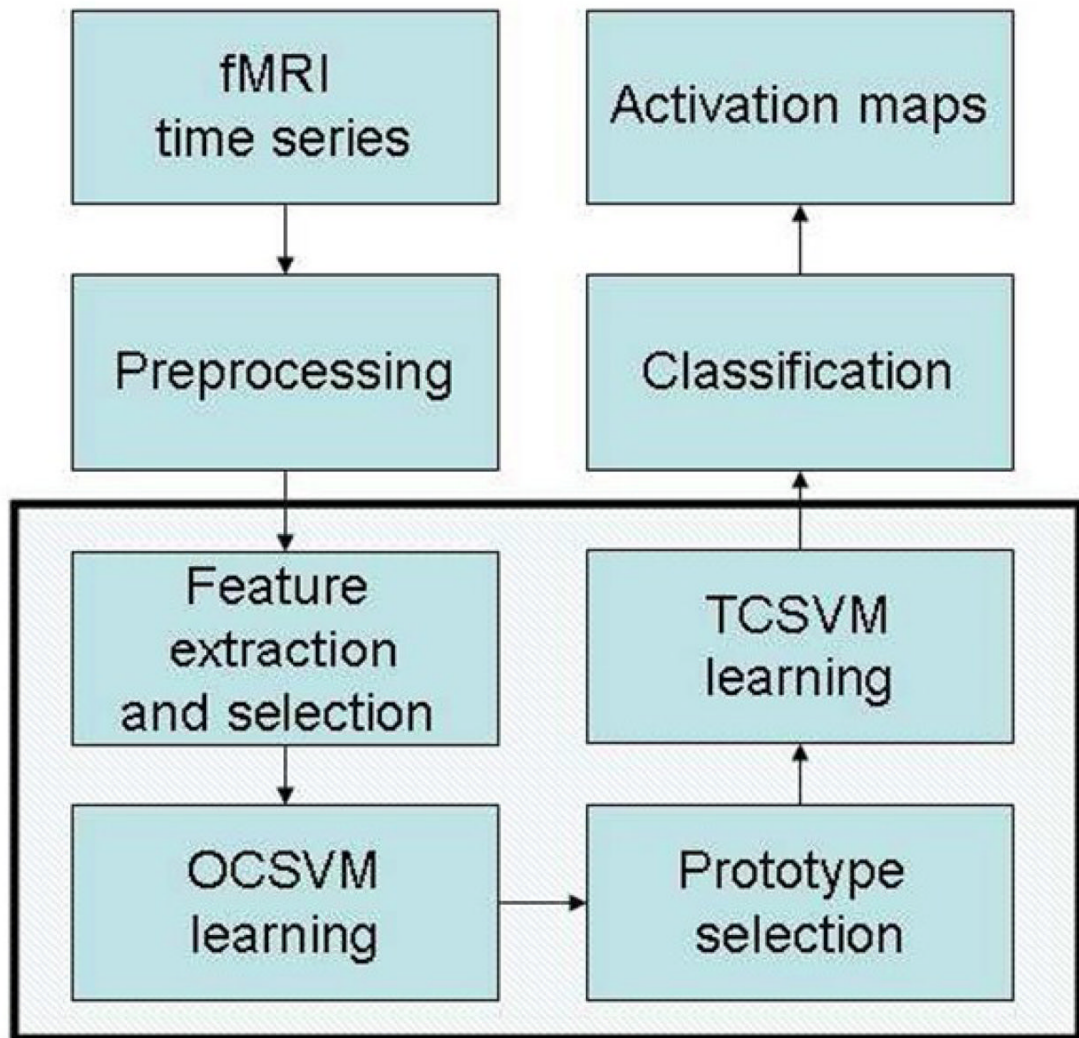 fMRI
time series
Preprocessing
Feature
extraction
and selection
OCSVM
learning
Prototype
selection
TCSVM
learning
Classification
Activation maps